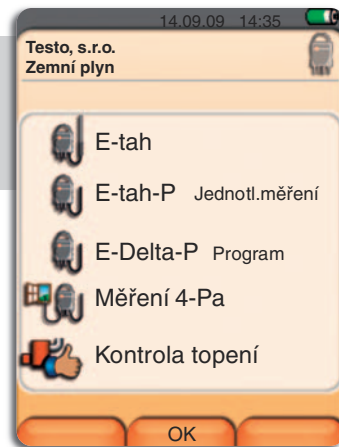 14.09.09 14:35
Testo, s.r.o.
Zemní plyn
E-tah
E-tah-P Jednotl.měření
E-Delta-P Program
Měření 4-Pa
Kontrola topení
OK